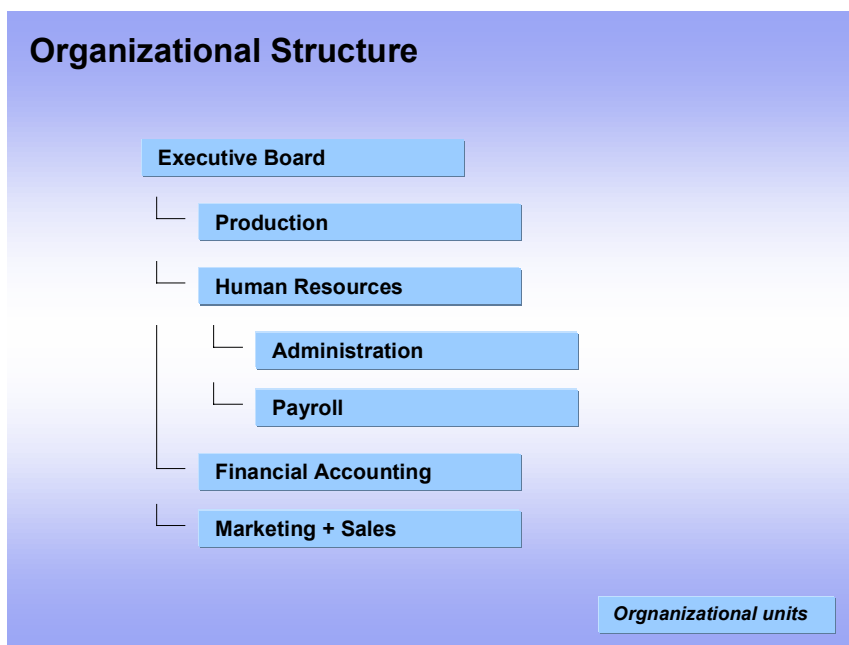 Organizational Structure
Executive Board
Production
Human Resources
Administration
Payroll
Financial Accounting
Marketing + Sales
Orgnanizational units